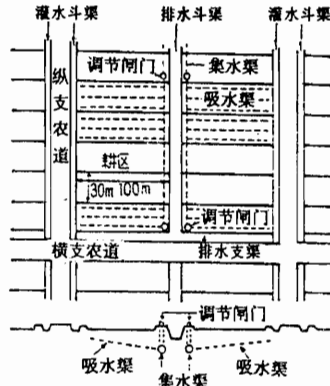 灌水斗渠 排水斗渠 灌水斗渠
纵支农道
调节闸门 集水渠
吸水渠
耕区
30m 100m
调节闸门
横支农道 排水支渠
调节闸门
吸水渠 集水渠 吸水渠